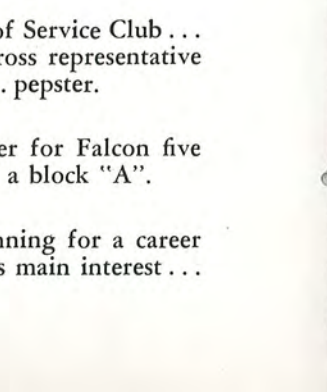 of Service Club...
ross representative
. pepster.
er for Falcon five
a block "A".
nning for a career
s main interest...